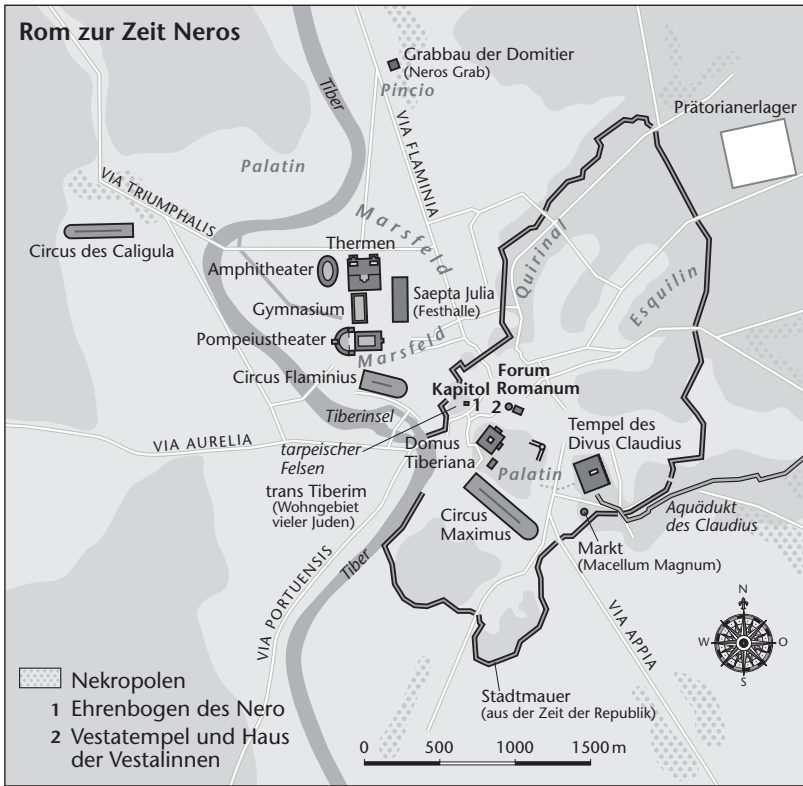 Rom zur Zeit Neros
Grabbau der Domitier
(Neros Grab)
Pincio
Tiber
VIA FLAMINIA
Prätorianerlager
Palatin
VIA TRIUMPHALIS
Circus des Caligula
Marsfeld
Thermen
Amphitheater
Quirinal
Esquilin
Saepta Julia
(Festhalle)
Gymnasium
Pompeiustheater
Marsfeld
Circus Flaminius
Forum
Romanum
Kapitol
1
2
Tiberinsel
VIA AURELIA
tarpeischer
Felsen
Domus
Tiberiana
Tempel des
Divus Claudius
Palatin
trans Tiberim
(Wohngebiet
vieler Juden)
Circus
Maximus
Aquädukt
des Claudius
Markt
(Macellum Magnum)
Tiber
VIA PORTUENSIS
VIA APPIA
N
W
O
S
Nekropolen
1 Ehrenbogen des Nero
2 Vestatempel und Haus
der Vestalinnen
Stadtmauer
(aus der Zeit der Republik)
0 500 1000 1500 m